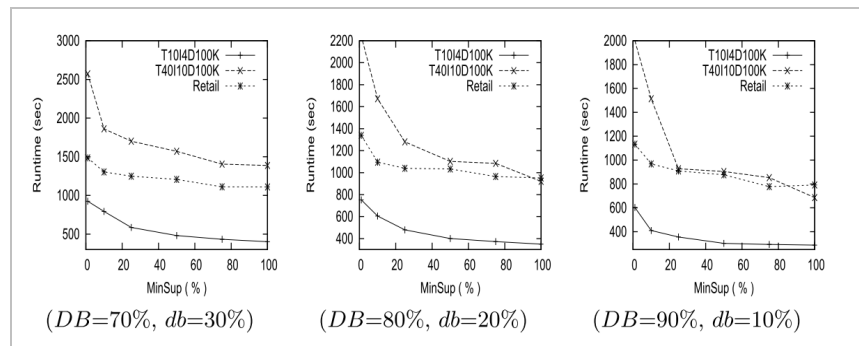 T10I4D100K
T40I10D100K
Retail
3000
2500
2000
1500
1000
500
Runtime (sec)
0 20 40 60 80 100
MinSup ( % )
(DB=70%, db=30%)
T10I4D100K
T40I10D100K
Retail
2200
2000
1800
1600
1400
1200
1000
800
600
400
Runtime (sec)
0 20 40 60 80 100
MinSup ( % )
(DB=80%, db=20%)
T10I4D100K
T40I10D100K
Retail
2000
1800
1600
1400
1200
1000
800
600
400
Runtime (sec)
0 20 40 60 80 100
MinSup ( % )
(DB=90%, db=10%)